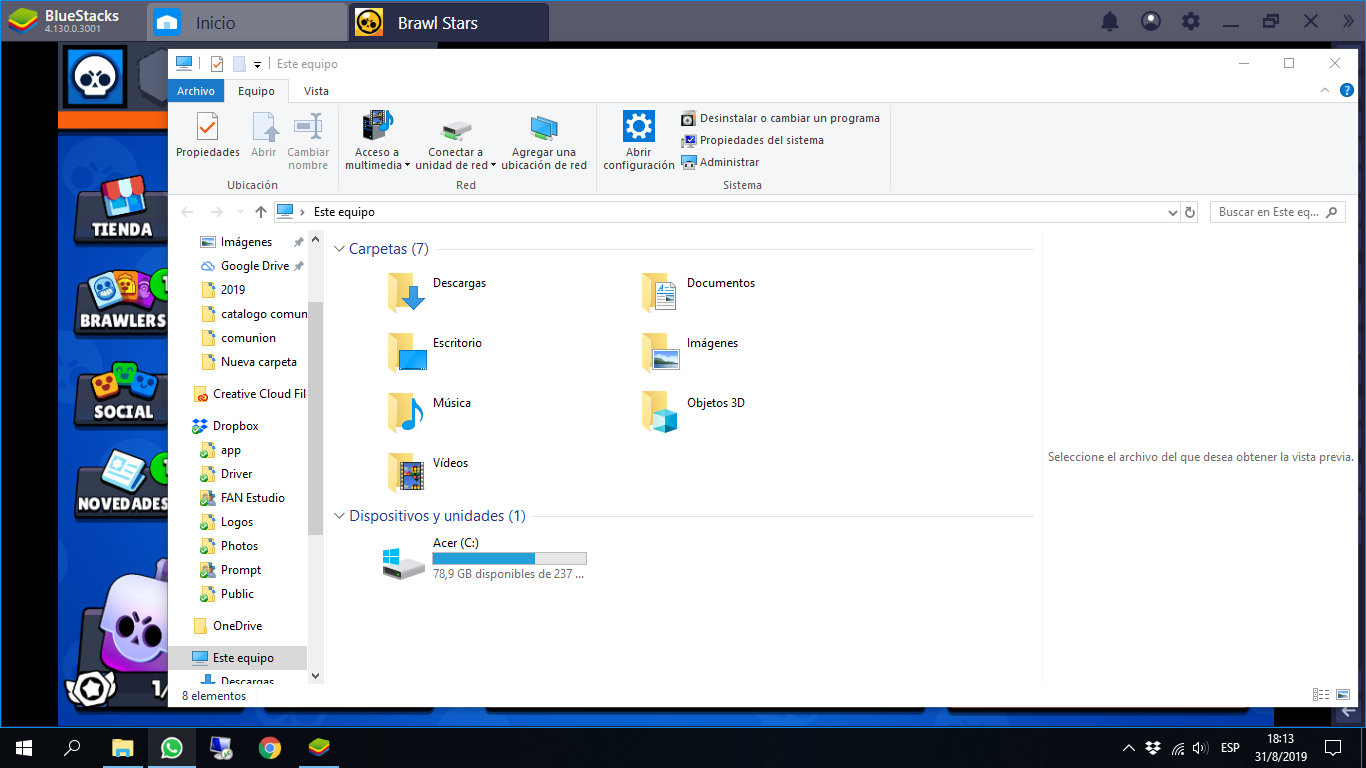 BlueStacks
4.130.0.3001
Inicio
Brawl Stars
Este equipo
Archivo
Equipo
Vista
Propiedades
Abrir
Cambiar
nombre
Ubicación
Acceso a
multimedia
Conectar a
unidad de red
Agregar una
ubicación de red
Red
Abrir
configuración
Desinstalar o cambiar un programa
Propiedades del sistema
Administrar
Sistema
Este equipo
Buscar en Este eq...
TIENDA
BRAWLERS
SOCIAL
NOVEDADES
1/
Imágenes
Google Drive
2019
catalogo comun
comunion
Nueva carpeta
Creative Cloud Fil
Dropbox
app
Driver
FAN Estudio
Logos
Photos
Prompt
Public
OneDrive
Este equipo
Descargas
Carpetas (7)
Descargas
Documentos
Escritorio
Imágenes
Música
Objetos 3D
Vídeos
Dispositivos y unidades (1)
Acer (C:)
78,9 GB disponibles de 237 ...
Seleccione el archivo del que desea obtener la vista previa.
8 elementos
ESP
18:13
31/8/2019